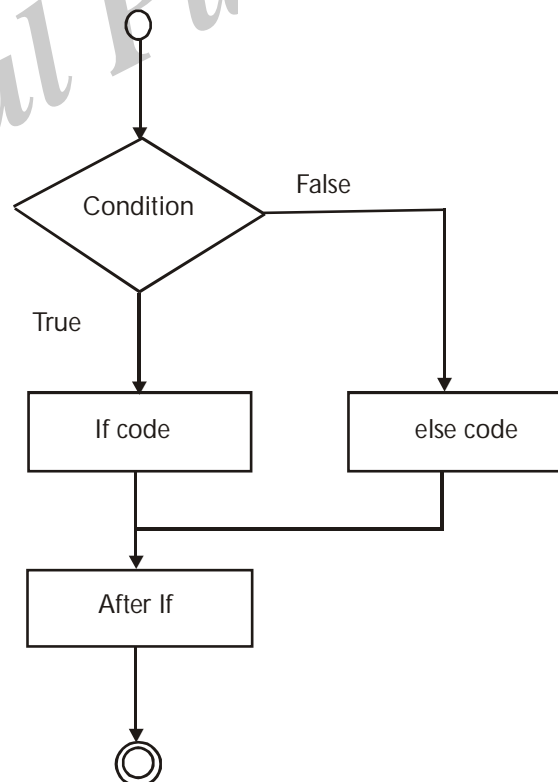 False
Condition
True
If code
else code
After If